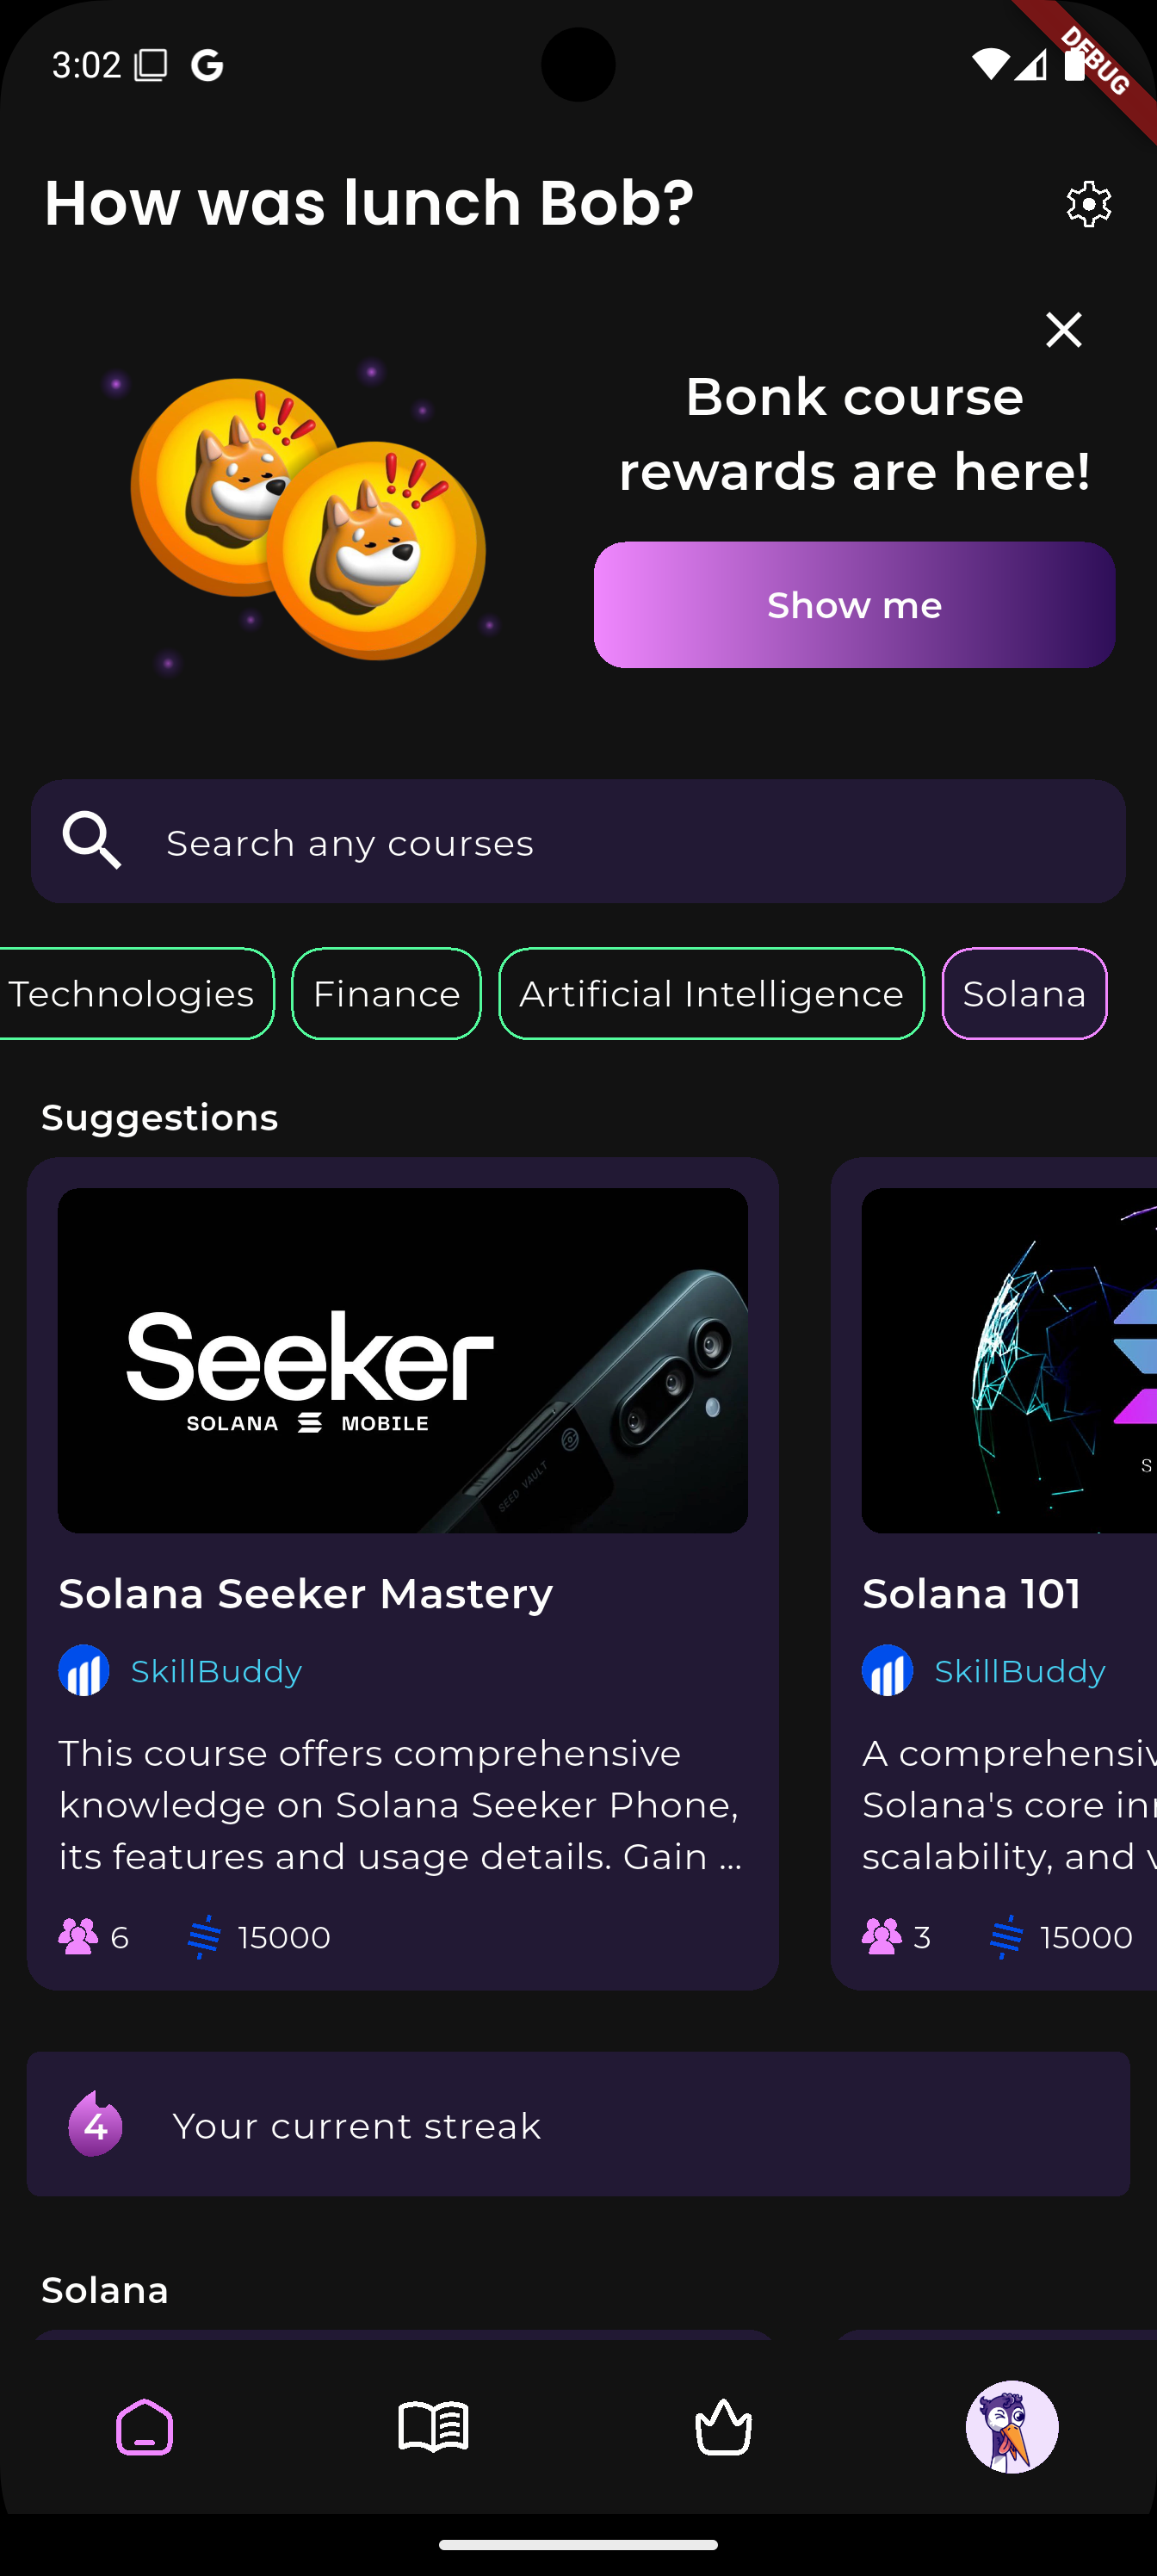 3:02
DEBUG
How was lunch Bob?
Bonk course
rewards are here!
Show me
Search any courses
Technologies
Finance
Artificial Intelligence
Solana
Suggestions
Seeker
SOLANA MOBILE
SEED VAULT
Solana Seeker Mastery
SkillBuddy
This course offers comprehensive
knowledge on Solana Seeker Phone,
its features and usage details. Gain ...
6
15000
S
Solana 101
SkillBuddy
A comprehensiv
Solana's core in
scalability, and
3
15000
4
Your current streak
Solana